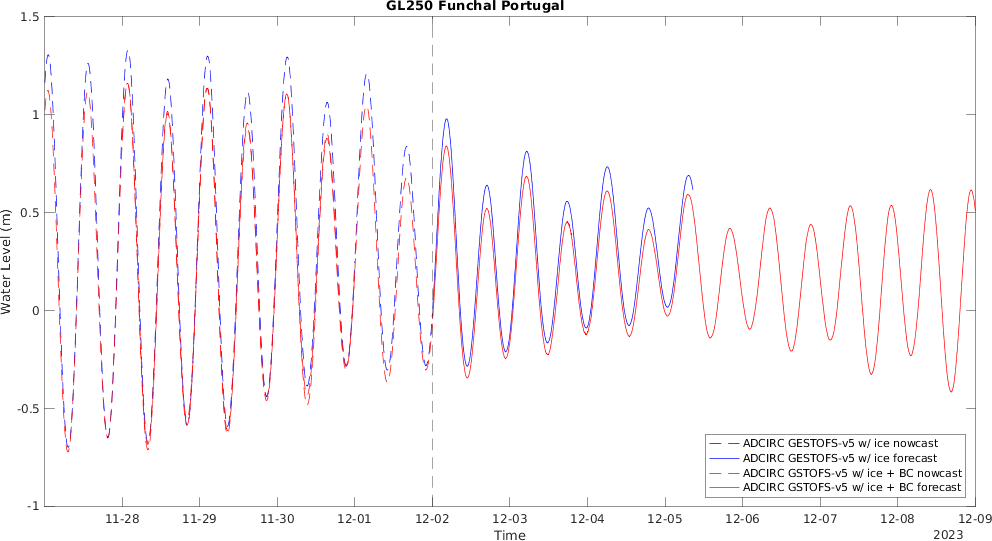 GL250 Funchal Portugal
1.5
1
0.5
0
-0.5
-1
Water Level (m)
11-28 11-29 11-30 12-01 12-02 12-03 12-04 12-05 12-06 12-07 12-08 12-09
Time
2023
ADCIRC GESTOFS-v5 w/ ice nowcast
ADCIRC GESTOFS-v5 w/ ice forecast
ADCIRC GSTOFS-v5 w/ ice + BC nowcast
ADCIRC GSTOFS-v5 w/ ice + BC forecast